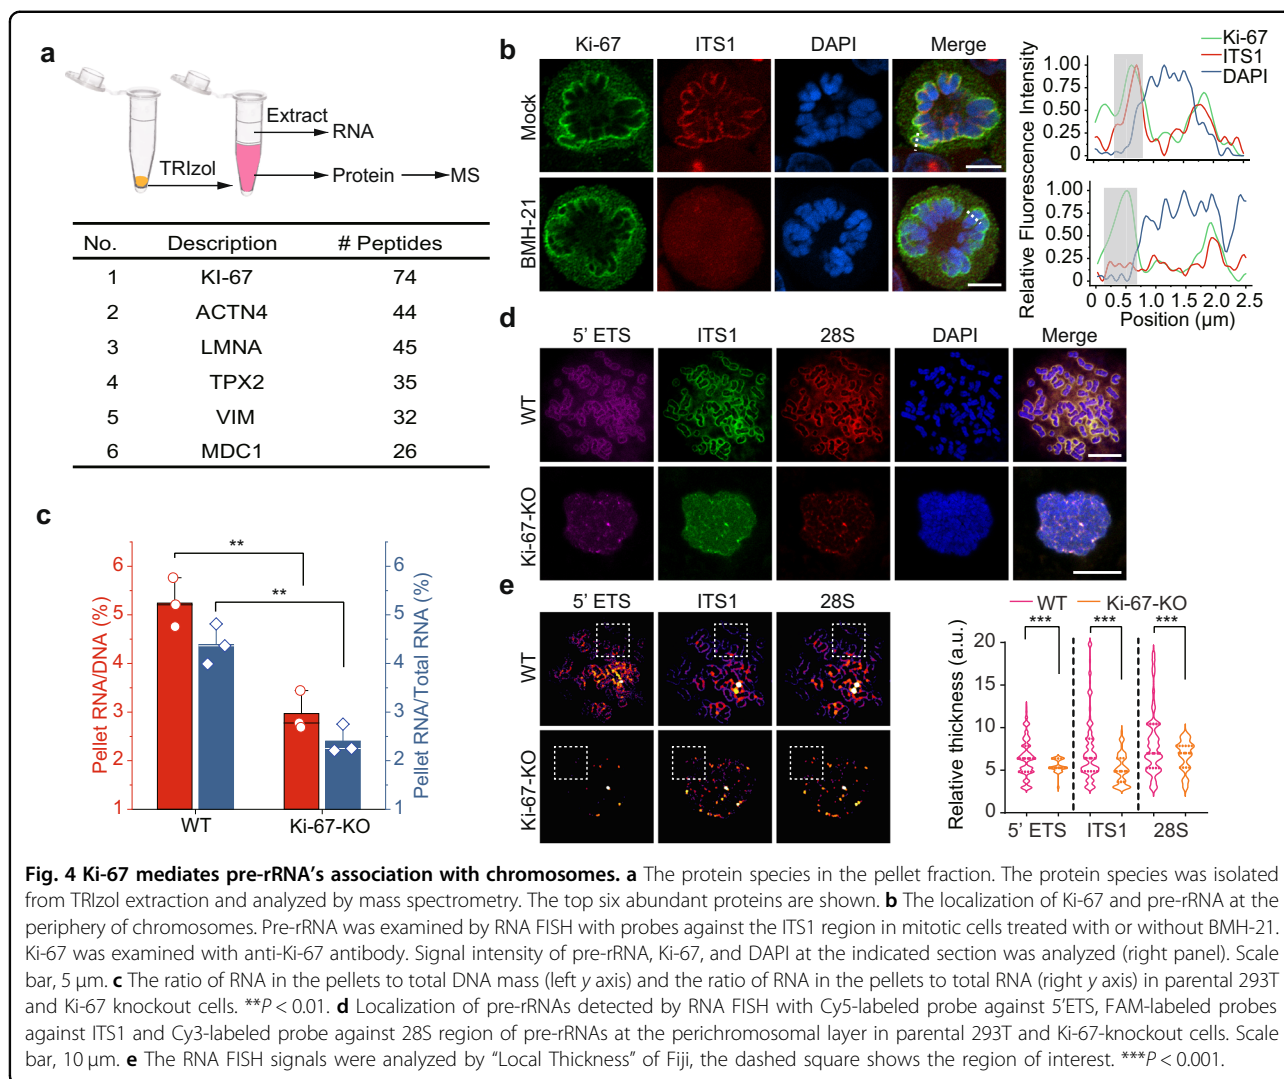 a
Extract
RNA
TRIzol
Protein
MS
No. Description # Peptides
1 KI-67 74
2 ACTN4 44
3 LMNA 45
4 TPX2 35
5 VIM 32
6 MDC1 26
b
Ki-67 ITS1 DAPI Merge
Mock
BMH-21
Relative Fluorescence Intensity
Ki-67
ITS1
DAPI
1.00
0.75
0.50
0.25
0
1.00
0.75
0.50
0.25
0
0 0.5 1.0 1.5 2.0 2.5
Position (µm)
c
Pellet RNA/DNA (%)
6
5
4
3
2
1
**
**
6
5
4
3
2
1
Pellet RNA/Total RNA (%)
WT Ki-67-KO
d
5’ ETS ITS1 28S DAPI Merge
WT
Ki-67-KO
e
5’ ETS ITS1 28S
WT
Ki-67-KO
WT Ki-67-KO
*** *** ***
Relative thickness (a.u.)
20
15
10
5
0
5’ ETS ITS1 28S
Fig. 4 Ki-67 mediates pre-rRNA’s association with chromosomes. a The protein species in the pellet fraction. The protein species was isolated
from TRIzol extraction and analyzed by mass spectrometry. The top six abundant proteins are shown. b The localization of Ki-67 and pre-rRNA at the
periphery of chromosomes. Pre-rRNA was examined by RNA FISH with probes against the ITS1 region in mitotic cells treated with or without BMH-21.
Ki-67 was examined with anti-Ki-67 antibody. Signal intensity of pre-rRNA, Ki-67, and DAPI at the indicated section was analyzed (right panel). Scale
bar, 5 µm. c The ratio of RNA in the pellets to total DNA mass (left y axis) and the ratio of RNA in the pellets to total RNA (right y axis) in parental 293T
and Ki-67 knockout cells. **P < 0.01. d Localization of pre-rRNAs detected by RNA FISH with Cy5-labeled probe against 5’ETS, FAM-labeled probes
against ITS1 and Cy3-labeled probe against 28S region of pre-rRNAs at the perichromosomal layer in parental 293T and Ki-67-knockout cells. Scale
bar, 10 µm. e The RNA FISH signals were analyzed by “Local Thickness” of Fiji, the dashed square shows the region of interest. ***P < 0.001.